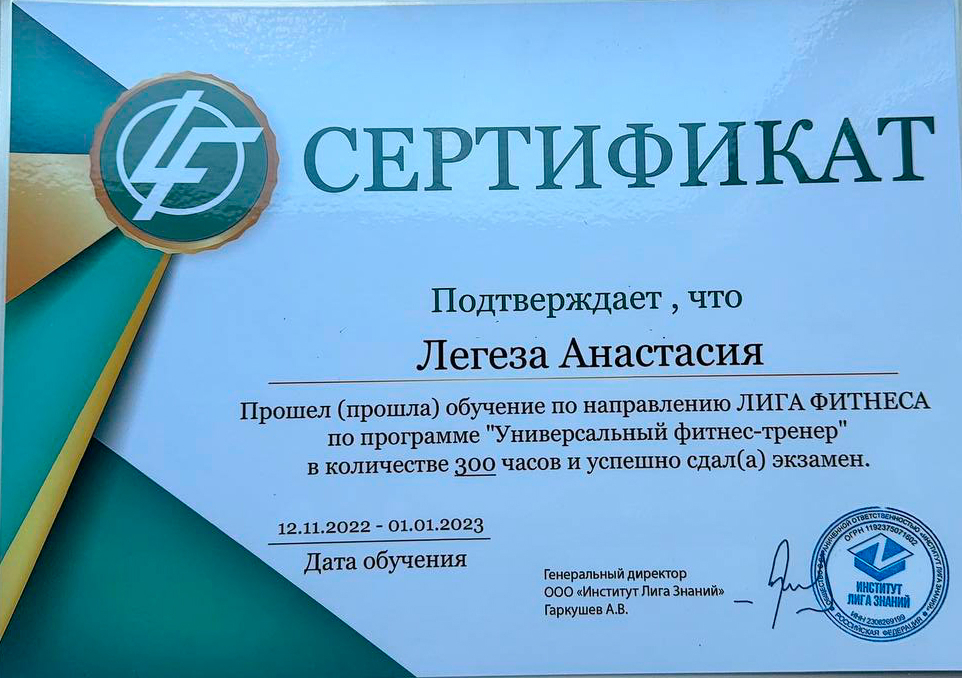 СЕРТИФИКАТ
Подтверждает , что
Легеза Анастасия
Прошел (прошла) обучение по направлению ЛИГА ФИТНЕСА
по программе "Универсальный фитнес-тренер"
в количестве 300 часов и успешно сдал(а) экзамен.
12.11.2022 - 01.01.2023
Дата обучения
Генеральный директор
ООО «Институт Лига Знаний»
Гаркушев А.В.
ИНСТИТУТ
ЛИГА ЗНАНИЙ
РОССИЙСКАЯ ФЕДЕРАЦИЯ